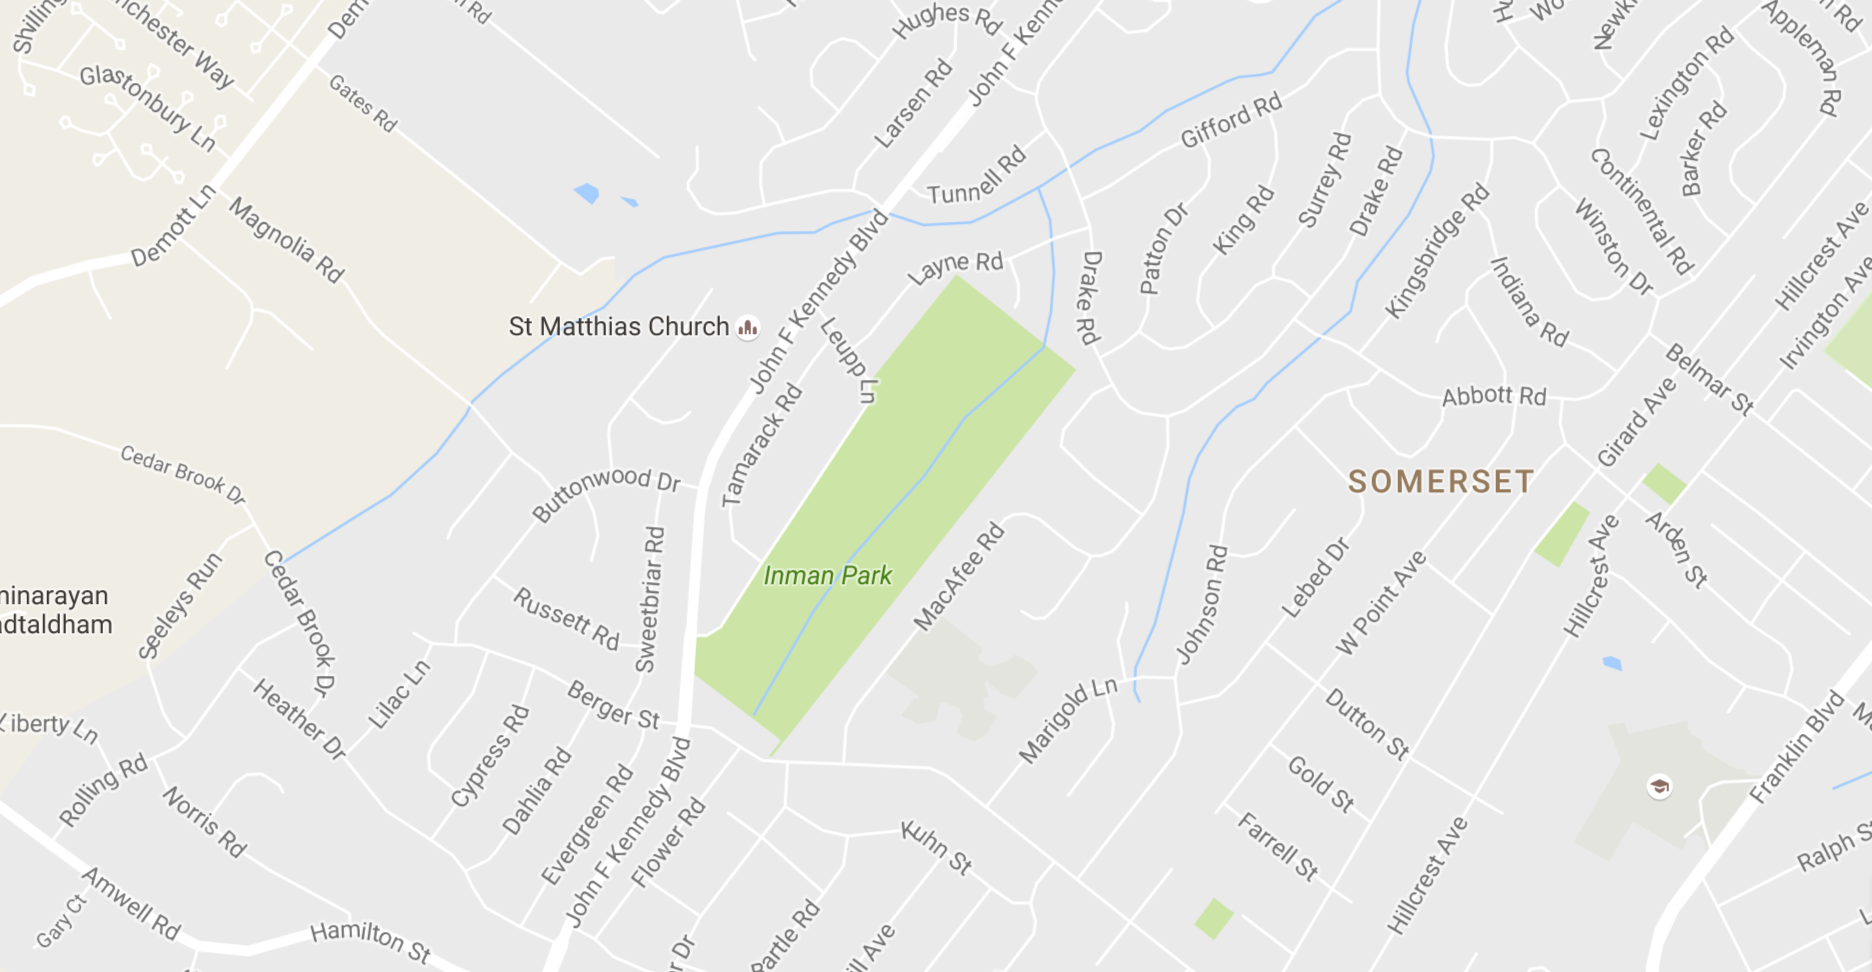 Hughes Rd
John F Kenn
Appleman Rd
Lexington Rd
Glastonbury Ln
Gates Rd
Larsen Rd
Gifford Rd
Barker Rd
Tunnell Rd
Surrey Rd
Drake Rd
Continental Rd
Demott Ln
Magnolia Rd
Patton Dr
King Rd
Kingsbridge Rd
Winston Dr
Hillcrest Ave
Irvington Ave
John F Kennedy Blvd
Layne Rd
Drake Rd
Indiana Rd
St Matthias Church
Leupp Ln
Belmar St
Tamarack Rd
Abbott Rd
Girard Ave
Cedar Brook Dr
Buttonwood Dr
SOMERSET
Arden St
Seeleys Run
Cedar Brook Dr
Sweetbriar Rd
Inman Park
MacAfee Rd
Lebed Dr
W Point Ave
Hillcrest Ave
ninarayan
adtaldham
Russett Rd
Johnson Rd
Lilac Ln
Heather Dr
Berger St
Marigold Ln
Dutton St
Franklin Blvd
iberty Ln
Cypress Rd
Rolling Rd
Dahlia Rd
Evergreen Rd
John F Kennedy Blvd
Flower Rd
Gold St
Norris Rd
Kuhn St
Farrell St
Hillcrest Ave
Ralph S
Amwell Rd
Gary Ct
Hamilton St
Bartle Rd
ill Ave
r Dr